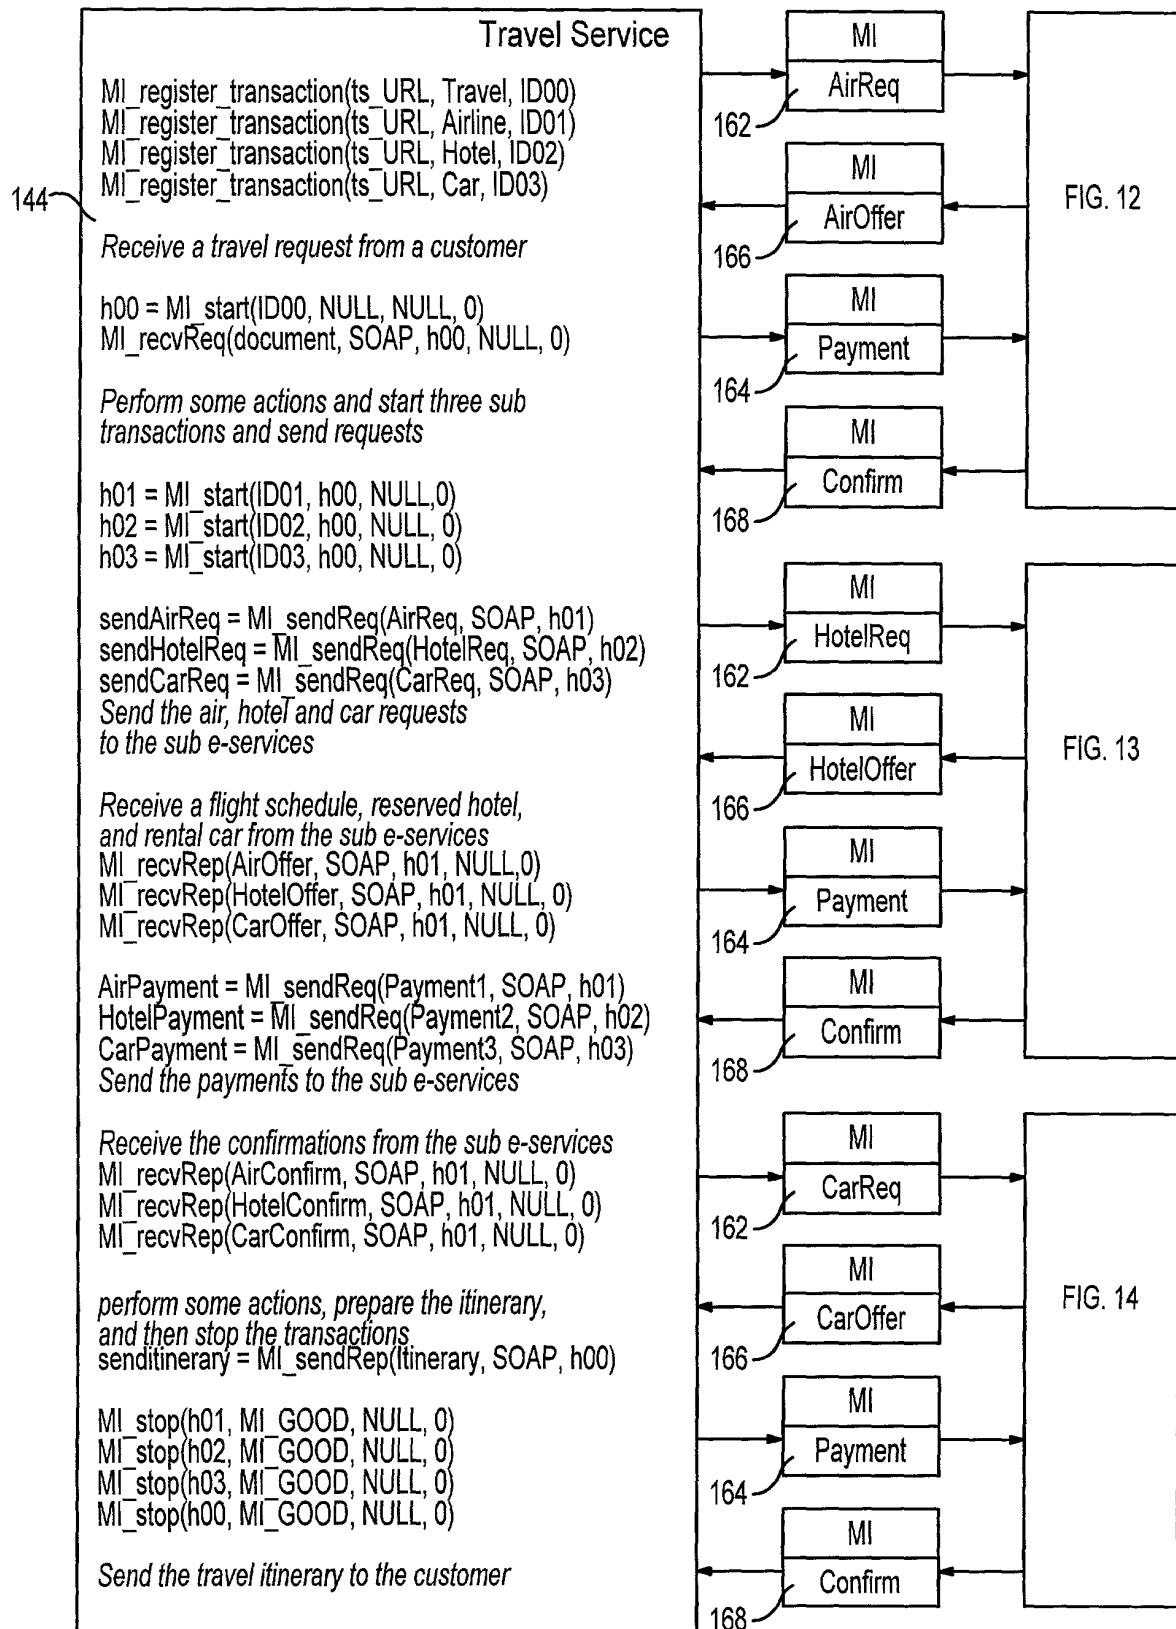 Travel Service
MI_register_transaction(ts_URL, Travel, ID00)
MI_register_transaction(ts_URL, Airline, ID01)
MI_register_transaction(ts_URL, Hotel, ID02)
MI_register_transaction(ts_URL, Car, ID03)
144
Receive a travel request from a customer
h00 = MI_start(ID00, NULL, NULL, 0)
MI_recvReq(document, SOAP, h00, NULL, 0)
Perform some actions and start three sub
transactions and send requests
h01 = MI_start(ID01, h00, NULL,0)
h02 = MI_start(ID02, h00, NULL, 0)
h03 = MI_start(ID03, h00, NULL, 0)
sendAirReq = MI_sendReq(AirReq, SOAP, h01)
sendHotelReq = MI_sendReq(HotelReq, SOAP, h02)
sendCarReq = MI_sendReq(CarReq, SOAP, h03)
Send the air, hotel and car requests
to the sub e-services
Receive a flight schedule, reserved hotel,
and rental car from the sub e-services
MI_recvRep(AirOffer, SOAP, h01, NULL,0)
MI_recvRep(HotelOffer, SOAP, h01, NULL, 0)
MI_recvRep(CarOffer, SOAP, h01, NULL, 0)
AirPayment = MI_sendReq(Payment1, SOAP, h01)
HotelPayment = MI_sendReq(Payment2, SOAP, h02)
CarPayment = MI_sendReq(Payment3, SOAP, h03)
Send the payments to the sub e-services
Receive the confirmations from the sub e-services
MI_recvRep(AirConfirm, SOAP, h01, NULL, 0)
MI_recvRep(HotelConfirm, SOAP, h01, NULL, 0)
MI_recvRep(CarConfirm, SOAP, h01, NULL, 0)
perform some actions, prepare the itinerary,
and then stop the transactions
senditinerary = MI_sendRep(Itinerary, SOAP, h00)
MI_stop(h01, MI_GOOD, NULL, 0)
MI_stop(h02, MI_GOOD, NULL, 0)
MI_stop(h03, MI_GOOD, NULL, 0)
MI_stop(h00, MI_GOOD, NULL, 0)
Send the travel itinerary to the customer
MI
AirReq
162
MI
AirOffer
166
MI
Payment
164
MI
Confirm
168
FIG. 12
MI
HotelReq
162
MI
HotelOffer
166
MI
Payment
164
MI
Confirm
168
FIG. 13
MI
CarReq
162
MI
CarOffer
166
MI
Payment
164
MI
Confirm
168
FIG. 14